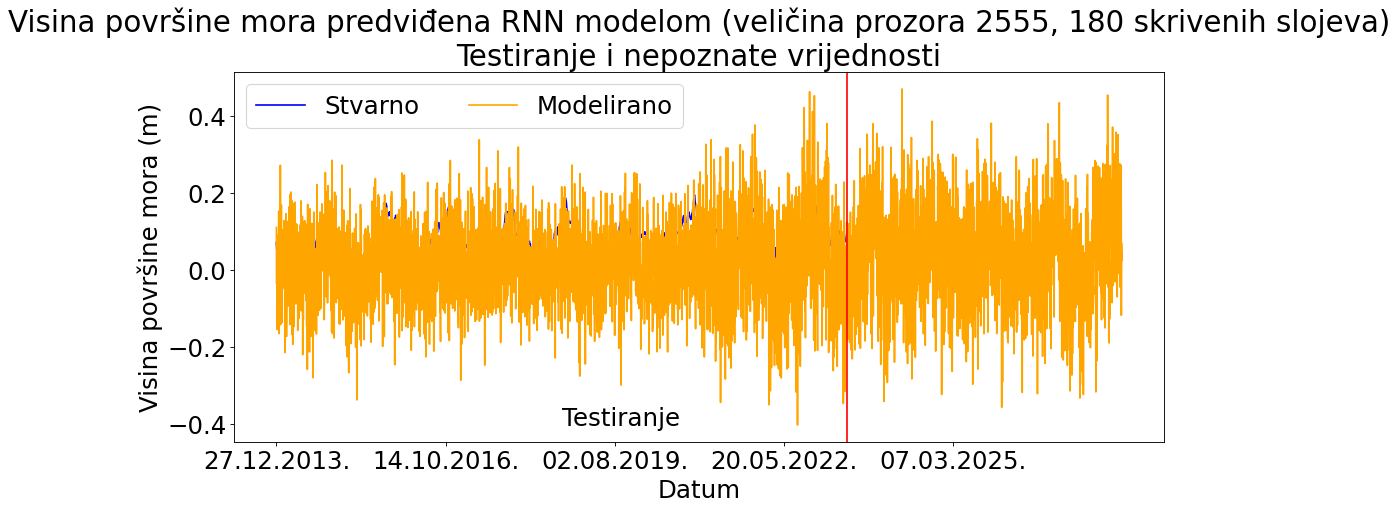 Visina površine mora predviđena RNN modelom (veličina prozora 2555, 180 skrivenih slojeva)
Testiranje i nepoznate vrijednosti
Stvarno Modelirano
Visina površine mora (m)
0.4
0.2
0.0
−0.2
−0.4
Testiranje
27.12.2013. 14.10.2016. 02.08.2019. 20.05.2022. 07.03.2025.
Datum